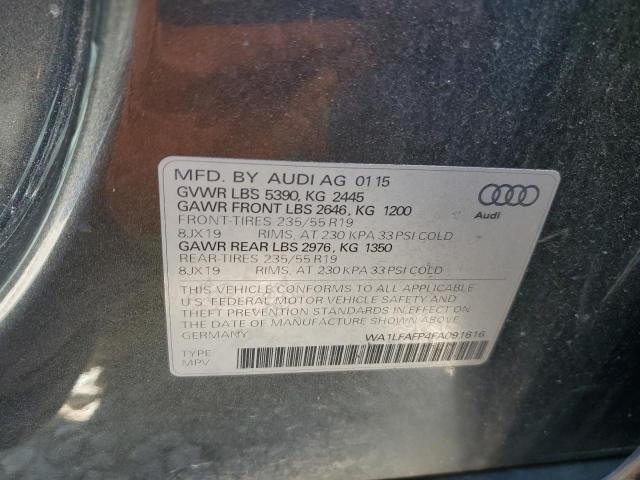 MFD. BY AUDI AG 01 15
GVWR LBS 5390, KG 2445
GAWR FRONT LBS 2646, KG 1200
FRONT-TIRES 235/55 R19
8JX19 RIMS. AT 230 KPA 33 PSI COLD
GAWR REAR LBS 2976, KG 1350
REAR-TIRES 235/55 R19
8JX19 RIMS. AT 230 KPA 33 PSI COLD
Audi
THIS VEHICLE CONFORMS TO ALL APPLICABLE
U.S. FEDERAL MOTOR VEHICLE SAFETY AND
THEFT PREVENTION STANDARDS IN EFFECT ON
THE DATE OF MANUFACTURE SHOWN ABOVE
GERMANY
WA1LFAFP4FA091616
TYPE:
MPV